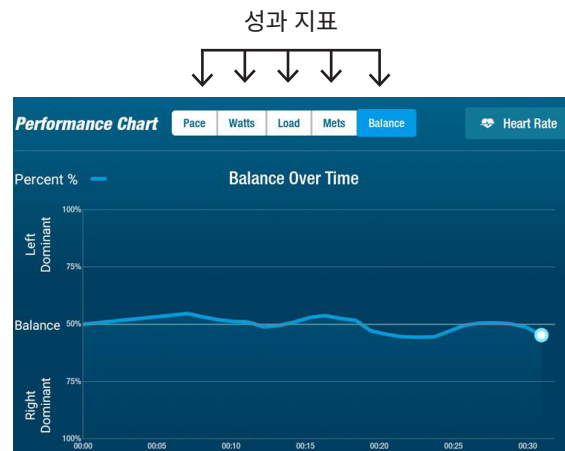 성과 지표
Performance Chart Pace Watts Load Mets Balance Heart Rate
Percent % Balance Over Time
100%
Left Dominant
75%
Balance 50%
75%
Right Dominant
100%
00:00 00:05 00:10 00:15 00:20 00:25 00:30